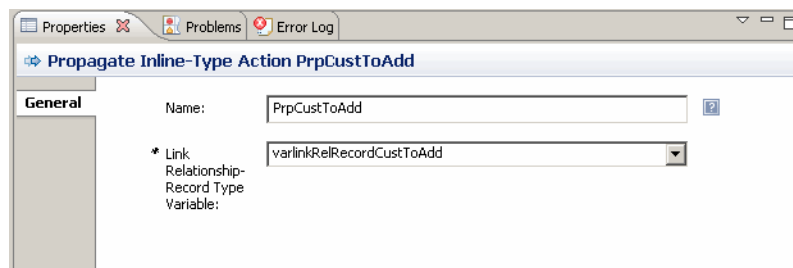 Properties Problems Error Log
Propagate Inline-Type Action PrpCustToAdd
General
Name: PrpCustToAdd ?
* Link varlinkRelRecordCustToAdd
Relationship-
Record Type
Variable: